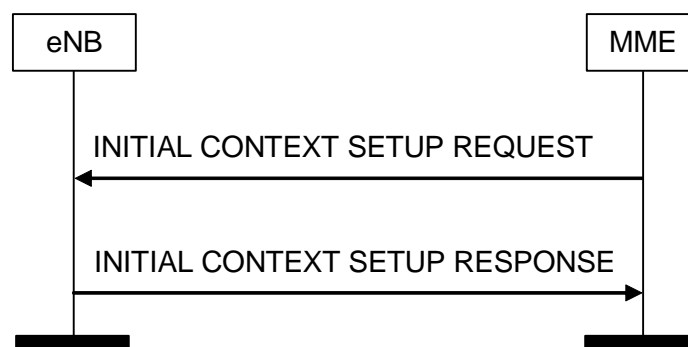 eNB
MME
INITIAL CONTEXT SETUP REQUEST
INITIAL CONTEXT SETUP RESPONSE